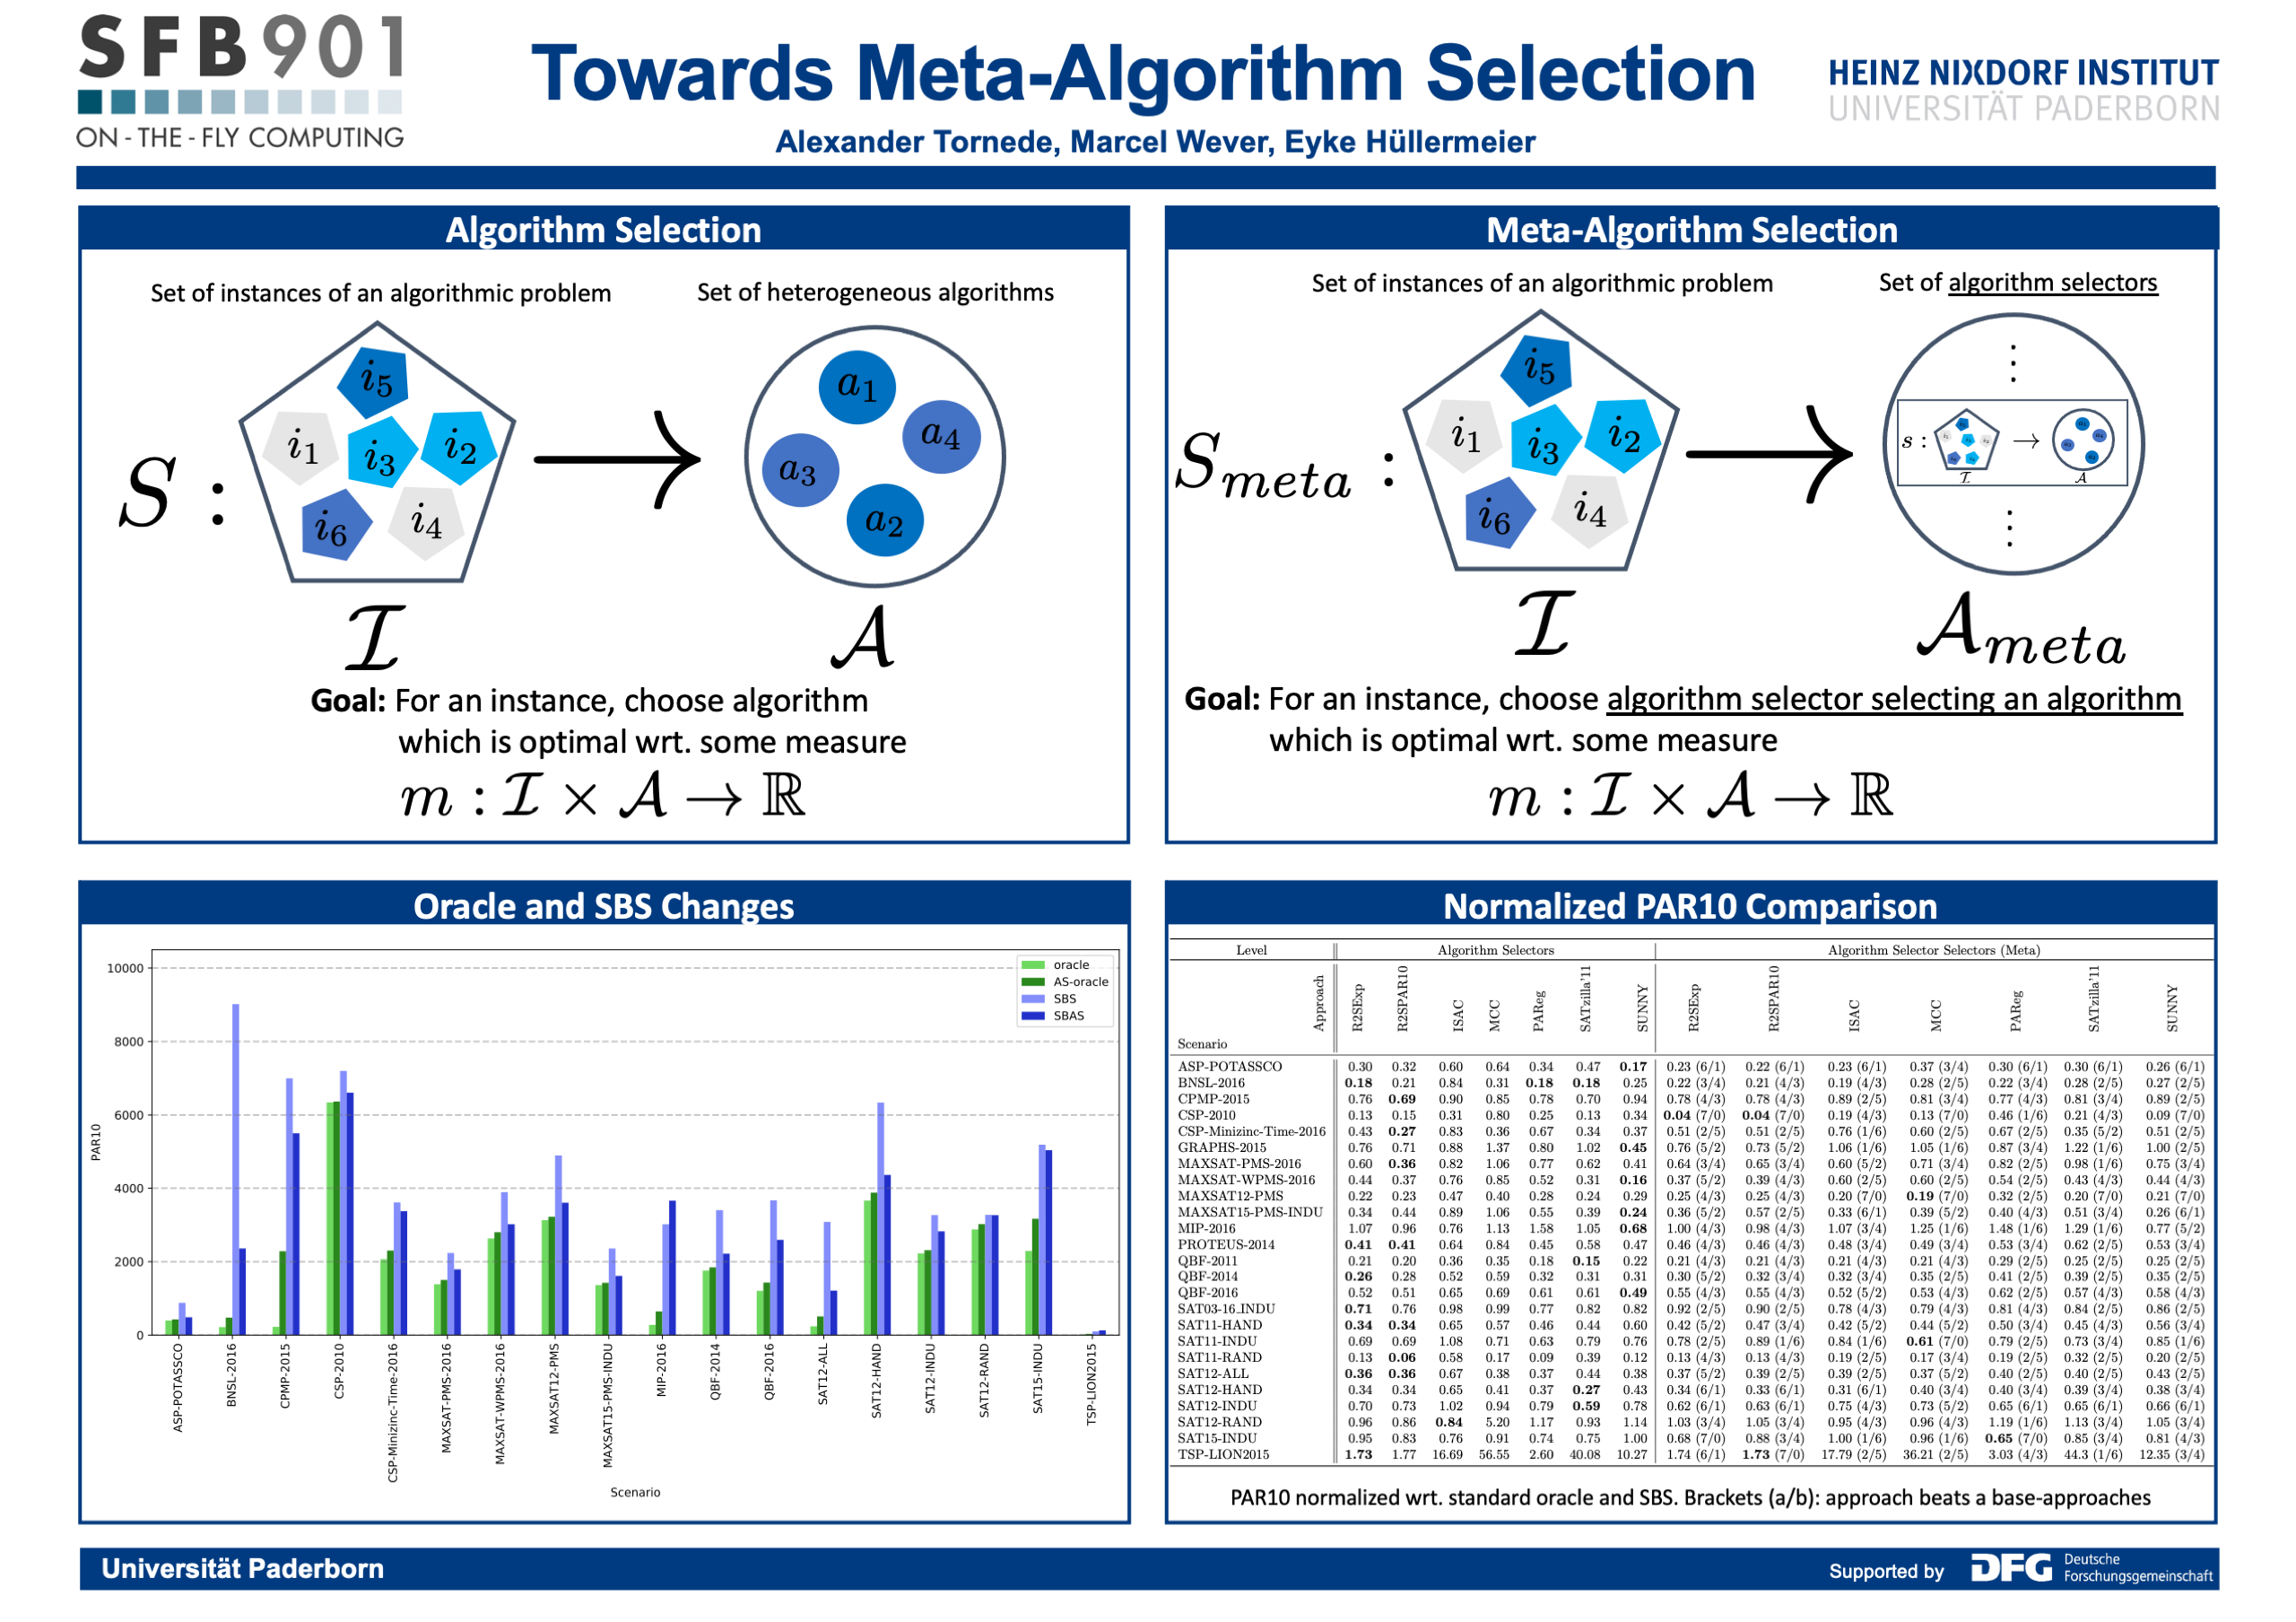 SFB901
ON - THE - FLY COMPUTING
Towards Meta-Algorithm Selection
Alexander Tornede, Marcel Wever, Eyke Hüllermeier
HEINZ NIXDORF INSTITUT
UNIVERSITÄT PADERBORN
Algorithm Selection
Set of instances of an algorithmic problem
Set of heterogeneous algorithms
S :
i5
i1
i3
i2
i6
i4
a1
a4
a3
a2
I
A
Goal: For an instance, choose algorithm
which is optimal wrt. some measure
m : I × A → ℝ
Meta-Algorithm Selection
Set of instances of an algorithmic problem
Set of algorithm selectors
Smeta :
i5
i1
i3
i2
i6
i4
s :
I
A
I
Ameta
Goal: For an instance, choose algorithm selector selecting an algorithm
which is optimal wrt. some measure
m : I × A → ℝ
Oracle and SBS Changes
PAR10
10000
8000
6000
4000
2000
0
oracle
AS-oracle
SBS
SBAS
ASP-POTASSCO
BNSL-2016
CPMP-2015
CSP-2010
CSP-Minizinc-Time-2016
MAXSAT-PMS-2016
MAXSAT-WPMS-2016
MAXSAT12-PMS
MAXSAT15-PMS-INDU
MIP-2016
QBF-2014
QBF-2016
SAT12-ALL
SAT12-HAND
SAT12-INDU
SAT12-RAND
SAT15-INDU
TSP-LION2015
Scenario
Normalized PAR10 Comparison
Level Algorithm Selectors Algorithm Selector Selectors (Meta)
Scenario Approach R2SExp R2SPAR10 ISAC MCC PAReg SATzilla'11 SUNNY R2SExp R2SPAR10 ISAC MCC PAReg SATzilla'11 SUNNY
ASP-POTASSCO 0.30 0.32 0.60 0.64 0.34 0.47 0.17 0.23 (6/1) 0.22 (6/1) 0.23 (6/1) 0.37 (3/4) 0.30 (6/1) 0.30 (6/1) 0.26 (6/1)
BNSL-2016 0.18 0.21 0.84 0.31 0.18 0.18 0.25 0.22 (3/4) 0.21 (4/3) 0.19 (4/3) 0.28 (2/5) 0.22 (3/4) 0.28 (2/5) 0.27 (2/5)
CPMP-2015 0.76 0.69 0.90 0.85 0.78 0.70 0.94 0.78 (4/3) 0.78 (4/3) 0.89 (2/5) 0.81 (3/4) 0.77 (4/3) 0.81 (3/4) 0.89 (2/5)
CSP-2010 0.13 0.15 0.31 0.80 0.25 0.13 0.34 0.04 (7/0) 0.04 (7/0) 0.19 (4/3) 0.13 (7/0) 0.46 (1/6) 0.21 (4/3) 0.09 (7/0)
CSP-Minizinc-Time-2016 0.43 0.27 0.83 0.36 0.67 0.34 0.37 0.51 (2/5) 0.51 (2/5) 0.76 (1/6) 0.60 (2/5) 0.67 (2/5) 0.35 (5/2) 0.51 (2/5)
GRAPHS-2015 0.76 0.71 0.88 1.37 0.80 1.02 0.45 0.76 (5/2) 0.73 (5/2) 1.06 (1/6) 1.05 (1/6) 0.87 (3/4) 1.22 (1/6) 1.00 (2/5)
MAXSAT-PMS-2016 0.60 0.36 0.82 1.06 0.77 0.62 0.41 0.64 (3/4) 0.65 (3/4) 0.60 (5/2) 0.71 (3/4) 0.82 (2/5) 0.98 (1/6) 0.75 (3/4)
MAXSAT-WPMS-2016 0.44 0.37 0.76 0.85 0.52 0.31 0.16 0.37 (5/2) 0.39 (4/3) 0.60 (2/5) 0.60 (2/5) 0.54 (2/5) 0.43 (4/3) 0.44 (4/3)
MAXSAT12-PMS 0.22 0.23 0.47 0.40 0.28 0.24 0.29 0.25 (4/3) 0.25 (4/3) 0.20 (7/0) 0.19 (7/0) 0.32 (2/5) 0.20 (7/0) 0.21 (7/0)
MAXSAT15-PMS-INDU 0.34 0.44 0.89 1.06 0.55 0.39 0.24 0.36 (5/2) 0.57 (2/5) 0.33 (6/1) 0.39 (5/2) 0.40 (4/3) 0.51 (3/4) 0.26 (6/1)
MIP-2016 1.07 0.96 0.76 1.13 1.58 1.05 0.68 1.00 (4/3) 0.98 (4/3) 1.07 (3/4) 1.25 (1/6) 1.48 (1/6) 1.29 (1/6) 0.77 (5/2)
PROTEUS-2014 0.41 0.41 0.64 0.84 0.45 0.58 0.47 0.46 (4/3) 0.46 (4/3) 0.48 (3/4) 0.49 (3/4) 0.53 (3/4) 0.62 (2/5) 0.53 (3/4)
QBF-2011 0.21 0.20 0.36 0.35 0.18 0.15 0.22 0.21 (4/3) 0.21 (4/3) 0.21 (4/3) 0.21 (4/3) 0.29 (2/5) 0.25 (2/5) 0.25 (2/5)
QBF-2014 0.26 0.28 0.52 0.59 0.32 0.31 0.31 0.30 (5/2) 0.32 (3/4) 0.32 (3/4) 0.35 (2/5) 0.41 (2/5) 0.39 (2/5) 0.35 (2/5)
QBF-2016 0.52 0.51 0.65 0.69 0.61 0.61 0.49 0.55 (4/3) 0.55 (4/3) 0.52 (5/2) 0.53 (4/3) 0.62 (2/5) 0.57 (4/3) 0.58 (4/3)
SAT03-16_INDU 0.71 0.76 0.98 0.99 0.77 0.82 0.82 0.92 (2/5) 0.90 (2/5) 0.78 (4/3) 0.79 (4/3) 0.81 (4/3) 0.84 (2/5) 0.86 (2/5)
SAT11-HAND 0.34 0.34 0.65 0.57 0.46 0.44 0.60 0.42 (5/2) 0.47 (3/4) 0.42 (5/2) 0.44 (5/2) 0.50 (3/4) 0.45 (4/3) 0.56 (3/4)
SAT11-INDU 0.69 0.69 1.08 0.71 0.63 0.79 0.76 0.78 (2/5) 0.89 (1/6) 0.84 (1/6) 0.61 (7/0) 0.79 (2/5) 0.73 (3/4) 0.85 (1/6)
SAT11-RAND 0.13 0.06 0.58 0.17 0.09 0.39 0.12 0.13 (4/3) 0.13 (4/3) 0.19 (2/5) 0.17 (3/4) 0.19 (2/5) 0.32 (2/5) 0.20 (2/5)
SAT12-ALL 0.36 0.36 0.67 0.38 0.37 0.44 0.38 0.37 (5/2) 0.39 (2/5) 0.39 (2/5) 0.37 (5/2) 0.40 (2/5) 0.40 (2/5) 0.43 (2/5)
SAT12-HAND 0.34 0.34 0.65 0.41 0.37 0.27 0.43 0.34 (6/1) 0.33 (6/1) 0.31 (6/1) 0.40 (3/4) 0.40 (3/4) 0.39 (3/4) 0.38 (3/4)
SAT12-INDU 0.70 0.73 1.02 0.94 0.79 0.59 0.78 0.62 (6/1) 0.63 (6/1) 0.75 (4/3) 0.73 (5/2) 0.65 (6/1) 0.65 (6/1) 0.66 (6/1)
SAT12-RAND 0.96 0.86 0.84 5.20 1.17 0.93 1.14 1.03 (3/4) 1.05 (3/4) 0.95 (4/3) 0.96 (4/3) 1.19 (1/6) 1.13 (3/4) 1.05 (3/4)
SAT15-INDU 0.95 0.83 0.76 0.91 0.74 0.75 1.00 0.68 (7/0) 0.88 (3/4) 1.00 (1/6) 0.96 (1/6) 0.65 (7/0) 0.85 (3/4) 0.81 (4/3)
TSP-LION2015 1.73 1.77 16.69 56.55 2.60 40.08 10.27 1.74 (6/1) 1.73 (7/0) 17.79 (2/5) 36.21 (2/5) 3.03 (4/3) 44.3 (1/6) 12.35 (3/4)
PAR10 normalized wrt. standard oracle and SBS. Brackets (a/b): approach beats a base-approaches
Universität Paderborn
Supported by
DFG
Deutsche
Forschungsgemeinschaft